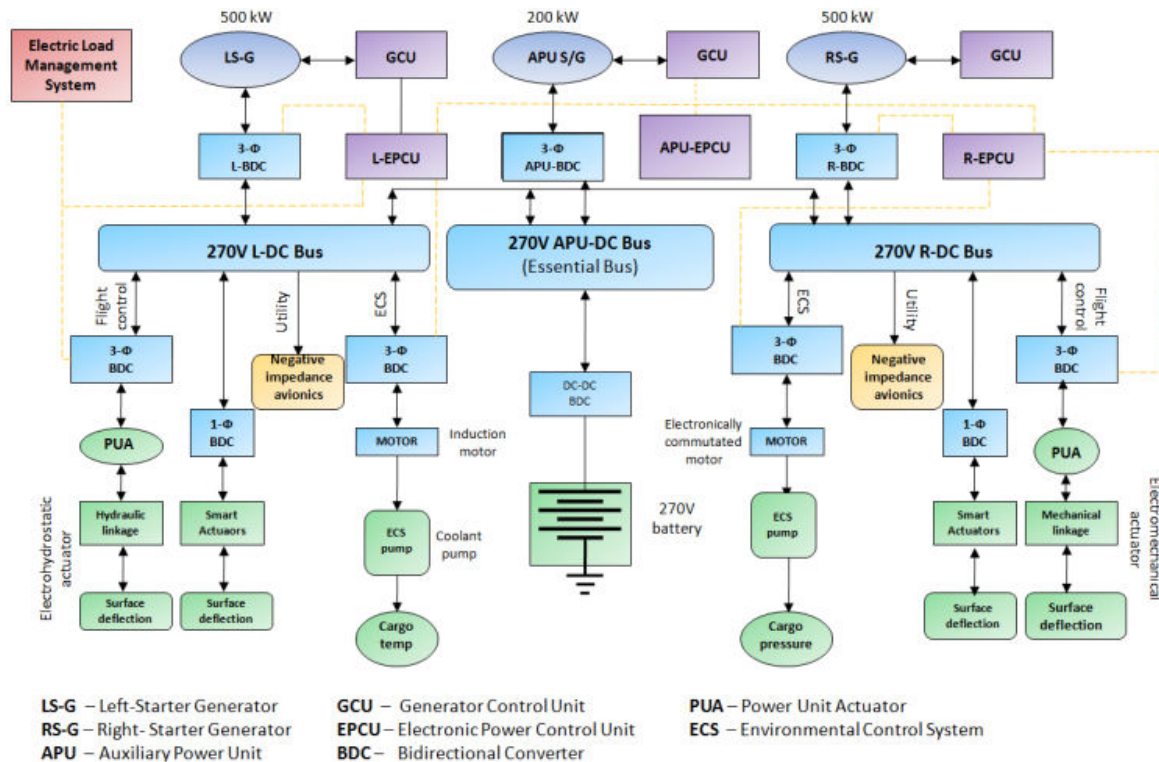 500 kW
200 kW
500 kW
Electric Load
Management
System
LS-G
GCU
APU S/G
GCU
RS-G
GCU
3-Φ
L-BDC
L-EPCU
3-Φ
APU-BDC
APU-EPCU
3-Φ
R-BDC
R-EPCU
270V L-DC Bus
270V APU-DC Bus
(Essential Bus)
270V R-DC Bus
Flight
control
Utility
ECS
ECS
Utility
Flight
control
3-Φ
BDC
Negative
impedance
avionics
3-Φ
BDC
DC-DC
BDC
3-Φ
BDC
Negative
impedance
avionics
3-Φ
BDC
PUA
1-Φ
BDC
MOTOR
Induction
motor
Electronically
commutated
motor
MOTOR
1-Φ
BDC
PUA
Electrohydrostatic
actuator
Hydraulic
linkage
Smart
Actuaors
ECS
pump
Coolant
pump
270V
battery
ECS
pump
Smart
Actuators
Mechanical
linkage
Electromechanical
actuator
Surface
deflection
Surface
deflection
Cargo
temp
Cargo
pressure
Surface
deflection
Surface
deflection
LS-G – Left-Starter Generator
RS-G – Right- Starter Generator
APU – Auxiliary Power Unit
GCU – Generator Control Unit
EPCU – Electronic Power Control Unit
BDC – Bidirectional Converter
PUA – Power Unit Actuator
ECS – Environmental Control System